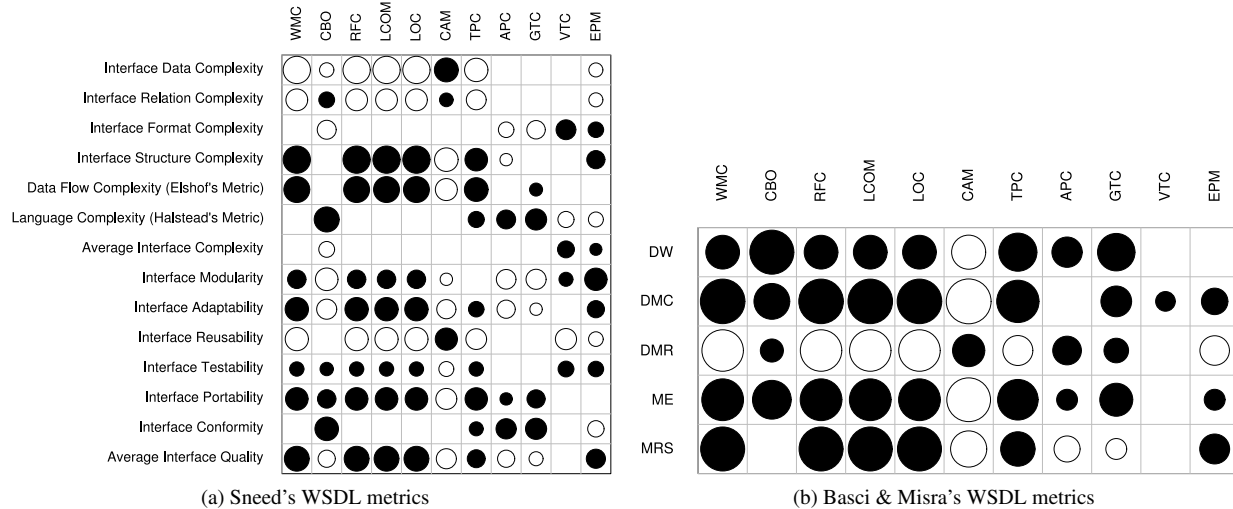 WMC CBO RFC LCOM LOC CAM TPC APC GTC VTC EPM
Interface Data Complexity
Interface Relation Complexity
Interface Format Complexity
Interface Structure Complexity
Data Flow Complexity (Elshof's Metric)
Language Complexity (Halstead's Metric)
Average Interface Complexity
Interface Modularity
Interface Adaptability
Interface Reusability
Interface Testability
Interface Portability
Interface Conformity
Average Interface Quality
(a) Sneed's WSDL metrics
WMC CBO RFC LCOM LOC CAM TPC APC GTC VTC EPM
DW
DMC
DMR
ME
MRS
(b) Basci & Misra's WSDL metrics